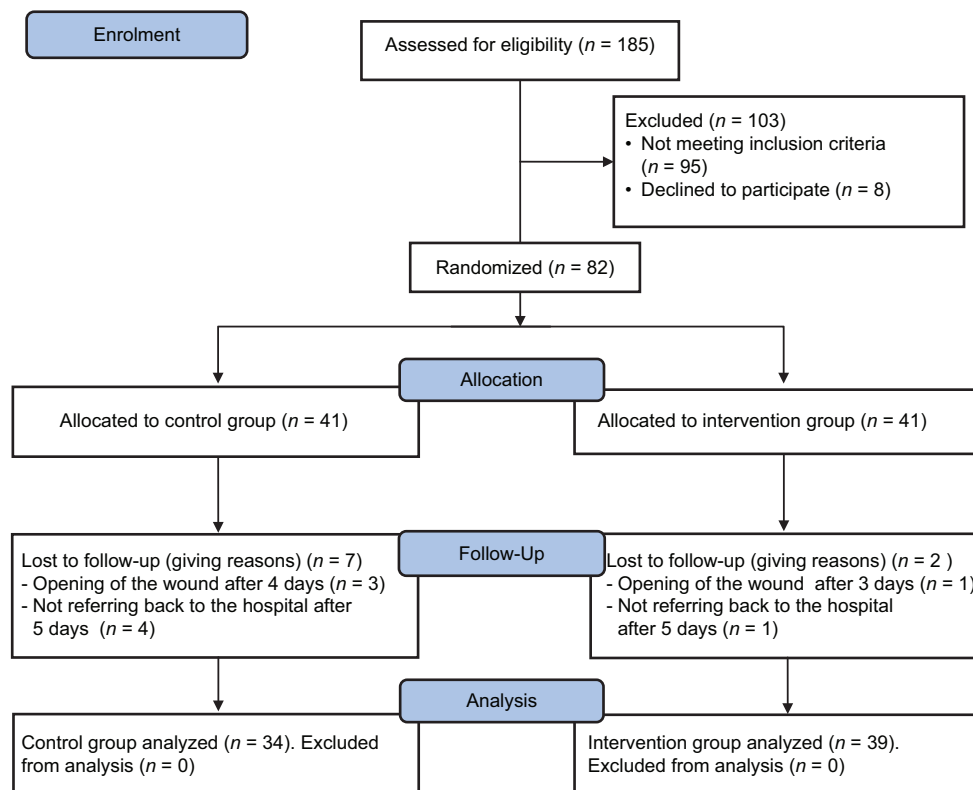 Enrolment
Assessed for eligibility (n = 185)
Excluded (n = 103)
• Not meeting inclusion criteria
(n = 95)
• Declined to participate (n = 8)
Randomized (n = 82)
Allocation
Allocated to control group (n = 41)
Allocated to intervention group (n = 41)
Follow-Up
Lost to follow-up (giving reasons) (n = 7)
- Opening of the wound after 4 days (n = 3)
- Not referring back to the hospital after
5 days (n = 4)
Lost to follow-up (giving reasons) (n = 2 )
- Opening of the wound after 3 days (n = 1)
- Not referring back to the hospital
after 5 days (n = 1)
Analysis
Control group analyzed (n = 34). Excluded
from analysis (n = 0)
Intervention group analyzed (n = 39).
Excluded from analysis (n = 0)